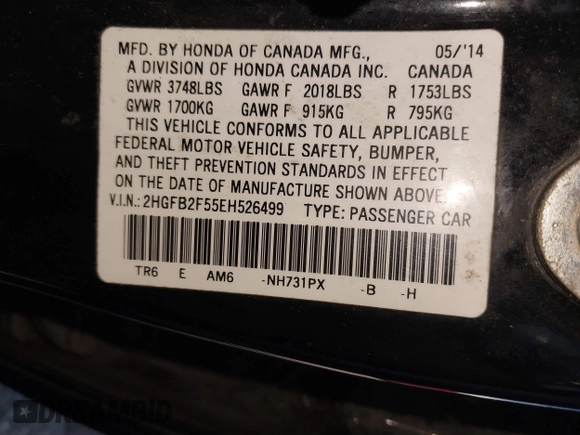 MFD. BY HONDA OF CANADA MFG., 05/'14
A DIVISION OF HONDA CANADA INC. CANADA
GVWR 3748LBS GAWR F 2018LBS R 1753LBS
GVWR 1700KG GAWR F 915KG R 795KG
THIS VEHICLE CONFORMS TO ALL APPLICABLE
FEDERAL MOTOR VEHICLE SAFETY, BUMPER,
AND THEFT PREVENTION STANDARDS IN EFFECT
ON THE DATE OF MANUFACTURE SHOWN ABOVE.
V.I.N.: 2HGFB2F55EH526499 TYPE: PASSENGER CAR
TR6 E AM6 -NH731PX -B -H
DREAMBID